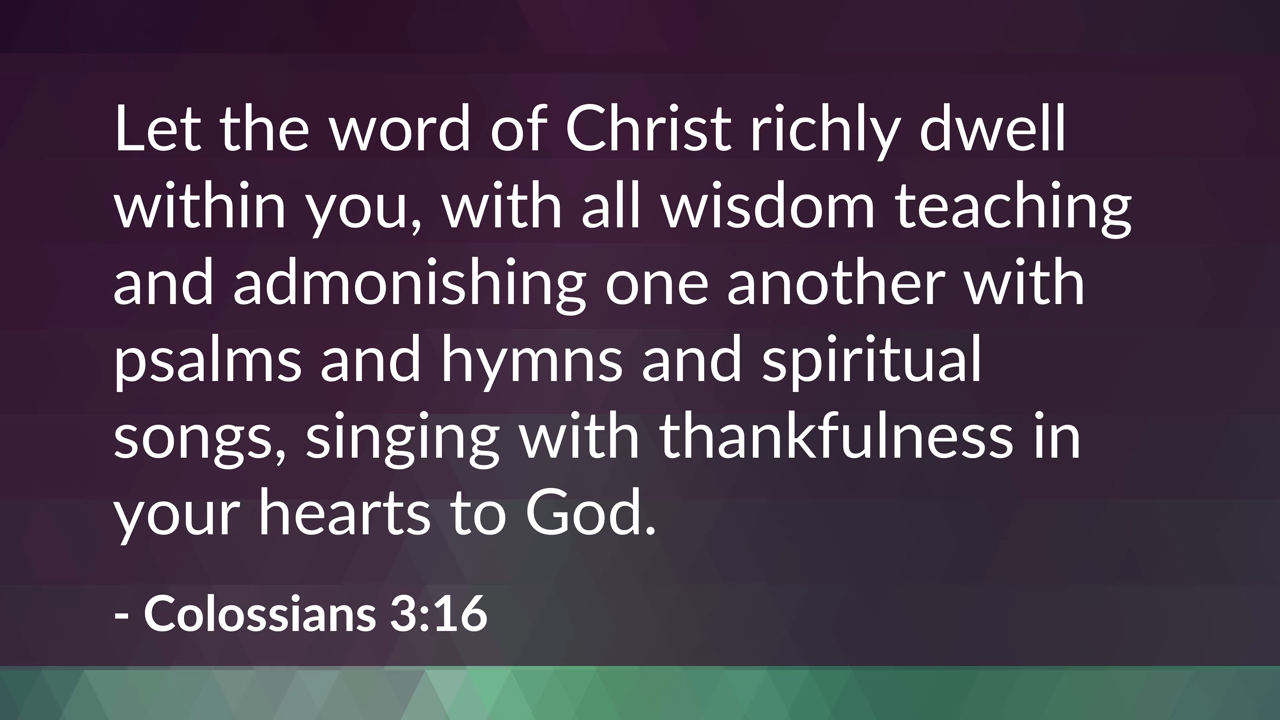 Let the word of Christ richly dwell
within you, with all wisdom teaching
and admonishing one another with
psalms and hymns and spiritual
songs, singing with thankfulness in
your hearts to God.
- Colossians 3:16